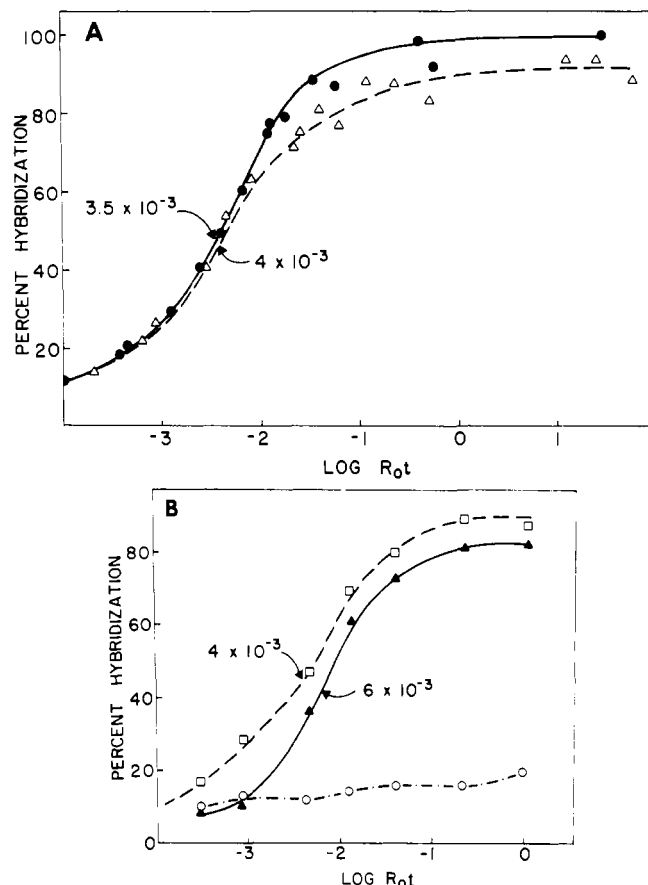 A
100
80
60
40
20
PERCENT HYBRIDIZATION
3.5 x 10⁻³
4 x 10⁻³
-3 -2 -1 0 1
LOG R₀t
B
80
60
40
20
0
PERCENT HYBRIDIZATION
4 x 10⁻³
6 x 10⁻³
-3 -2 -1 0
LOG R₀t